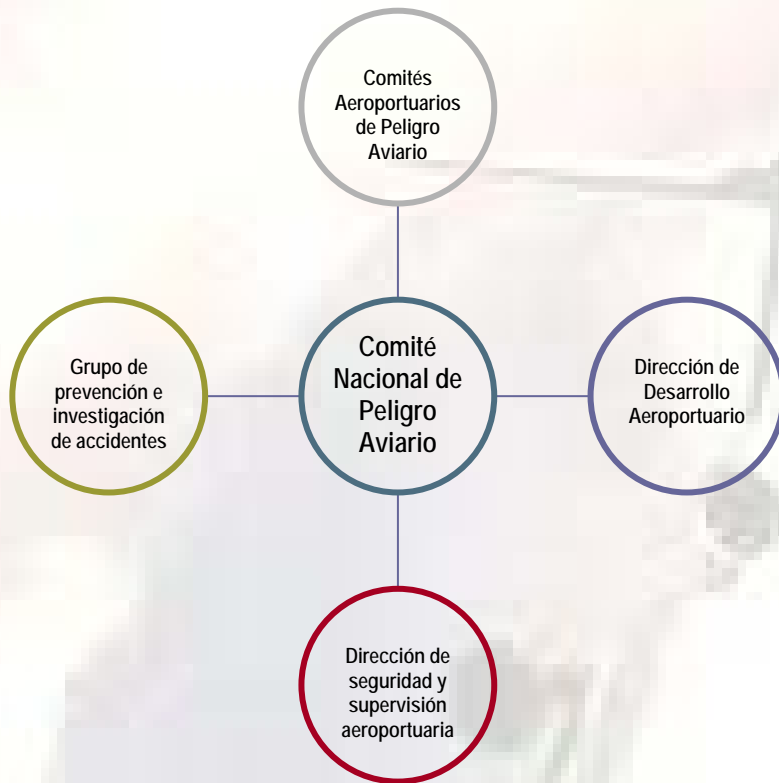 Comités
Aeroportuarios
de Peligro
Aviario
Grupo de
prevención e
investigación
de accidentes
Comité
Nacional de
Peligro
Aviario
Dirección de
Desarrollo
Aeroportuario
Dirección de
seguridad y
supervisión
aeroportuaria